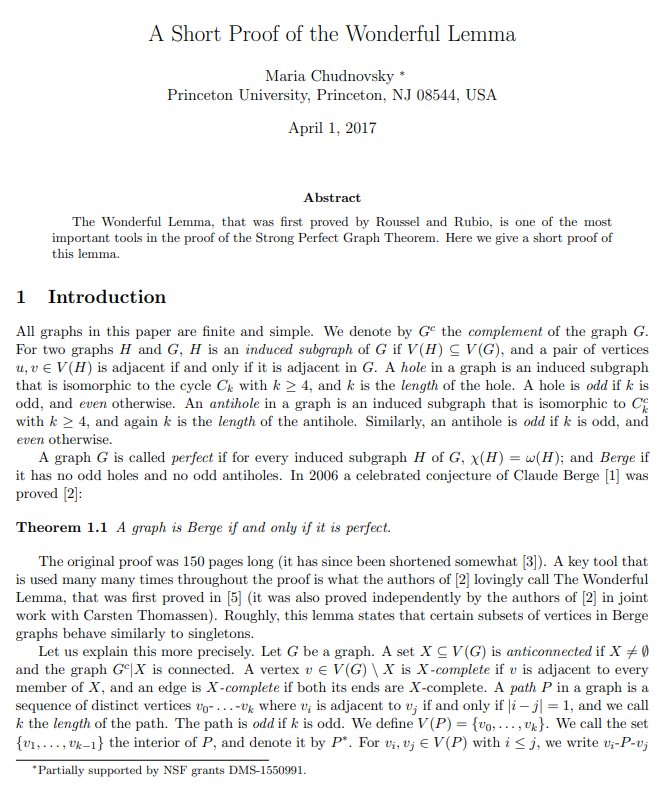 A Short Proof of the Wonderful Lemma
Maria Chudnovsky *
Princeton University, Princeton, NJ 08544, USA
April 1, 2017
Abstract
The Wonderful Lemma, that was first proved by Roussel and Rubio, is one of the most
important tools in the proof of the Strong Perfect Graph Theorem. Here we give a short proof of
this lemma.
1 Introduction
All graphs in this paper are finite and simple. We denote by G^c the complement of the graph G.
For two graphs H and G, H is an induced subgraph of G if V(H) ⊆ V(G), and a pair of vertices
u, v ∈ V(H) is adjacent if and only if it is adjacent in G. A hole in a graph is an induced subgraph
that is isomorphic to the cycle C_k with k ≥ 4, and k is the length of the hole. A hole is odd if k is
odd, and even otherwise. An antihole in a graph is an induced subgraph that is isomorphic to C_k^c
with k ≥ 4, and again k is the length of the antihole. Similarly, an antihole is odd if k is odd, and
even otherwise.
A graph G is called perfect if for every induced subgraph H of G, χ(H) = ω(H); and Berge if
it has no odd holes and no odd antiholes. In 2006 a celebrated conjecture of Claude Berge [1] was
proved [2]:
Theorem 1.1 A graph is Berge if and only if it is perfect.
The original proof was 150 pages long (it has since been shortened somewhat [3]). A key tool that
is used many many times throughout the proof is what the authors of [2] lovingly call The Wonderful
Lemma, that was first proved in [5] (it was also proved independently by the authors of [2] in joint
work with Carsten Thomassen). Roughly, this lemma states that certain subsets of vertices in Berge
graphs behave similarly to singletons.
Let us explain this more precisely. Let G be a graph. A set X ⊆ V(G) is anticonnected if X ≠ ∅
and the graph G^c|X is connected. A vertex v ∈ V(G) \ X is X-complete if v is adjacent to every
member of X, and an edge is X-complete if both its ends are X-complete. A path P in a graph is a
sequence of distinct vertices v_0-...-v_k where v_i is adjacent to v_j if and only if |i − j| = 1, and we call
k the length of the path. The path is odd if k is odd. We define V(P) = {v_0, ..., v_k}. We call the set
{v_1, ..., v_{k−1}} the interior of P, and denote it by P*. For v_i, v_j ∈ V(P) with i ≤ j, we write v_i-P-v_j
*Partially supported by NSF grants DMS-1550991.